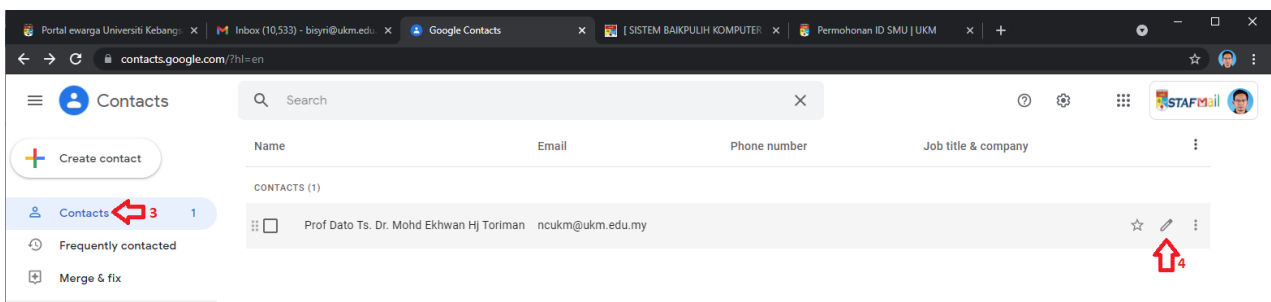 Portal ewarga Universiti Kebangs
Inbox (10,533) - bisyri@ukm.edu.
Google Contacts
[ SISTEM BAIKPULIH KOMPUTER
Permohonan ID SMU | UKM
contacts.google.com/?hl=en
Contacts
Search
STAFMail
Create contact
Name Email Phone number Job title & company
CONTACTS (1)
Contacts 3 1
Prof Dato Ts. Dr. Mohd Ekhwan Hj Toriman ncukm@ukm.edu.my
Frequently contacted
4
Merge & fix